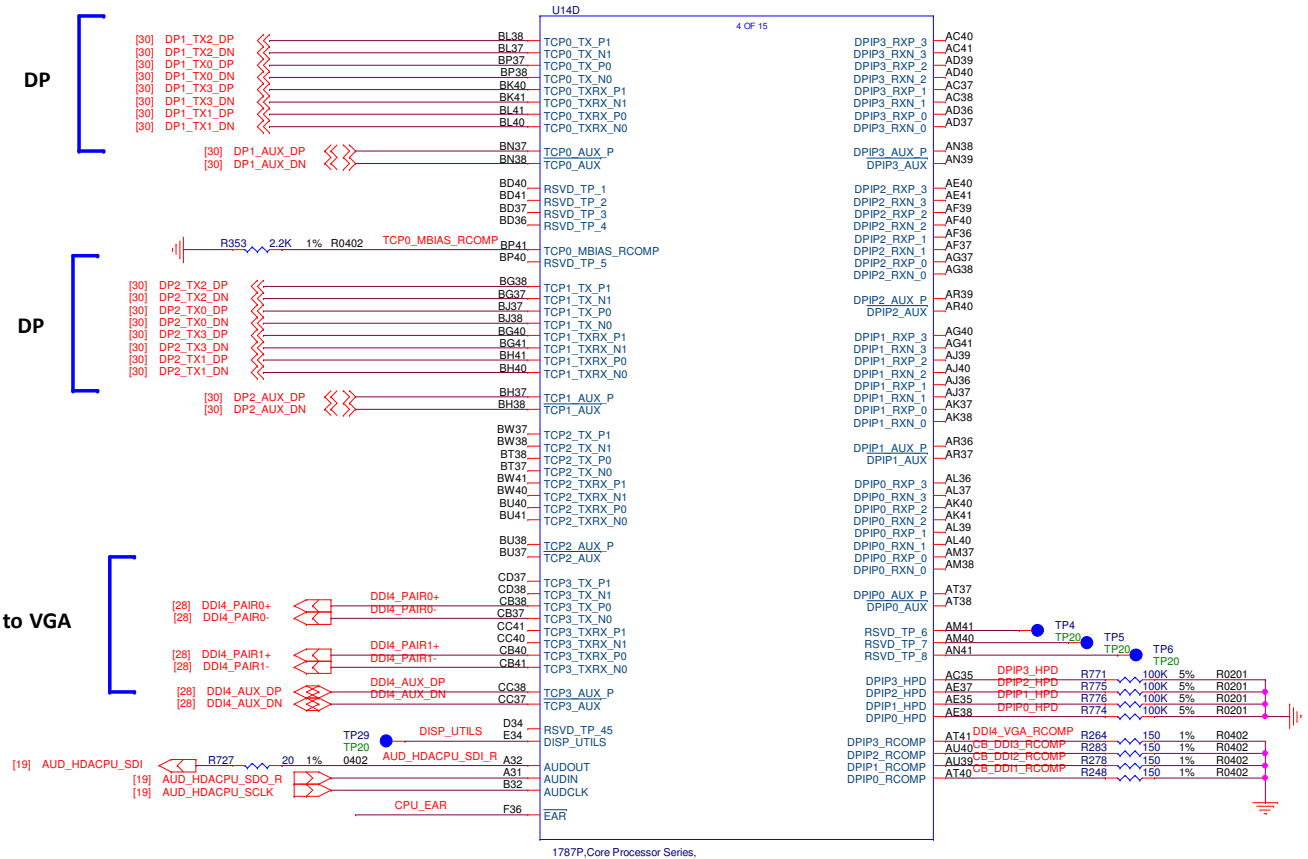 U14D
4 OF 15
DP
[30] DP1_TX2_DP BL38 TCP0_TX_P1
[30] DP1_TX2_DN BL37 TCP0_TX_N1
[30] DP1_TX0_DP BP37 TCP0_TX_P0
[30] DP1_TX0_DN BP38 TCP0_TX_N0
[30] DP1_TX3_DP BK40 TCP0_TXRX_P1
[30] DP1_TX3_DN BK41 TCP0_TXRX_N1
[30] DP1_TX1_DP BL41 TCP0_TXRX_P0
[30] DP1_TX1_DN BL40 TCP0_TXRX_N0
[30] DP1_AUX_DP BN37 TCP0_AUX_P
[30] DP1_AUX_DN BN38 TCP0_AUX
BD40 RSVD_TP_1
BD41 RSVD_TP_2
BD37 RSVD_TP_3
BD36 RSVD_TP_4
R353 2.2K 1% R0402 TCP0_MBIAS_RCOMP BP41 TCP0_MBIAS_RCOMP
BP40 RSVD_TP_5
DP
[30] DP2_TX2_DP BG38 TCP1_TX_P1
[30] DP2_TX2_DN BG37 TCP1_TX_N1
[30] DP2_TX0_DP BJ37 TCP1_TX_P0
[30] DP2_TX0_DN BJ38 TCP1_TX_N0
[30] DP2_TX3_DP BG40 TCP1_TXRX_P1
[30] DP2_TX3_DN BG41 TCP1_TXRX_N1
[30] DP2_TX1_DP BH41 TCP1_TXRX_P0
[30] DP2_TX1_DN BH40 TCP1_TXRX_N0
[30] DP2_AUX_DP BH37 TCP1_AUX_P
[30] DP2_AUX_DN BH38 TCP1_AUX
BW37 TCP2_TX_P1
BW38 TCP2_TX_N1
BT38 TCP2_TX_P0
BT37 TCP2_TX_N0
BW41 TCP2_TXRX_P1
BW40 TCP2_TXRX_N1
BU40 TCP2_TXRX_P0
BU41 TCP2_TXRX_N0
BU38 TCP2_AUX_P
BU37 TCP2_AUX
to VGA
CD37 TCP3_TX_P1
CD38 TCP3_TX_N1
[28] DDI4_PAIR0+ DDI4_PAIR0+ CB38 TCP3_TX_P0
[28] DDI4_PAIR0- DDI4_PAIR0- CB37 TCP3_TX_N0
CC41 TCP3_TXRX_P1
CC40 TCP3_TXRX_N1
[28] DDI4_PAIR1+ DDI4_PAIR1+ CB40 TCP3_TXRX_P0
[28] DDI4_PAIR1- DDI4_PAIR1- CB41 TCP3_TXRX_N0
[28] DDI4_AUX_DP DDI4_AUX_DP CC38 TCP3_AUX_P
[28] DDI4_AUX_DN DDI4_AUX_DN CC37 TCP3_AUX
D34 RSVD_TP_45
TP29 TP20 DISP_UTILS E34 DISP_UTILS
[19] AUD_HDACPU_SDI R727 20 1% 0402 AUD_HDACPU_SDI_R A32 AUDOUT
[19] AUD_HDACPU_SDO_R A31 AUDIN
[19] AUD_HDACPU_SCLK B32 AUDCLK
CPU_EAR F36 EAR
DPIP3_RXP_3 AC40
DPIP3_RXN_3 AC41
DPIP3_RXP_2 AD39
DPIP3_RXN_2 AD40
DPIP3_RXP_1 AC37
DPIP3_RXN_1 AC38
DPIP3_RXP_0 AD36
DPIP3_RXN_0 AD37
DPIP3_AUX_P AN38
DPIP3_AUX AN39
DPIP2_RXP_3 AE40
DPIP2_RXN_3 AE41
DPIP2_RXP_2 AF39
DPIP2_RXN_2 AF40
DPIP2_RXP_1 AF36
DPIP2_RXN_1 AF37
DPIP2_RXP_0 AG37
DPIP2_RXN_0 AG38
DPIP2_AUX_P AR39
DPIP2_AUX AR40
DPIP1_RXP_3 AG40
DPIP1_RXN_3 AG41
DPIP1_RXP_2 AJ39
DPIP1_RXN_2 AJ40
DPIP1_RXP_1 AJ36
DPIP1_RXN_1 AJ37
DPIP1_RXP_0 AK37
DPIP1_RXN_0 AK38
DPIP1_AUX_P AR36
DPIP1_AUX AR37
DPIP0_RXP_3 AL36
DPIP0_RXN_3 AL37
DPIP0_RXP_2 AK40
DPIP0_RXN_2 AK41
DPIP0_RXP_1 AL39
DPIP0_RXN_1 AL40
DPIP0_RXP_0 AM37
DPIP0_RXN_0 AM38
DPIP0_AUX_P AT37
DPIP0_AUX AT38
RSVD_TP_6 AM41 TP4 TP20
RSVD_TP_7 AM40 TP5 TP20
RSVD_TP_8 AN41 TP6 TP20
DPIP3_HPD AC35 DPIP3_HPD R771 100K 5% R0201
DPIP2_HPD AE37 DPIP2_HPD R775 100K 5% R0201
DPIP1_HPD AE35 DPIP1_HPD R776 100K 5% R0201
DPIP0_HPD AE38 DPIP0_HPD R774 100K 5% R0201
DPIP3_RCOMP AT41 DDI4_VGA_RCOMP R264 150 1% R0402
DPIP2_RCOMP AU40 CB_DDI3_RCOMP R283 150 1% R0402
DPIP1_RCOMP AU39 CB_DDI2_RCOMP R278 150 1% R0402
DPIP0_RCOMP AT40 CB_DDI1_RCOMP R248 150 1% R0402
1787P,Core Processor Series,